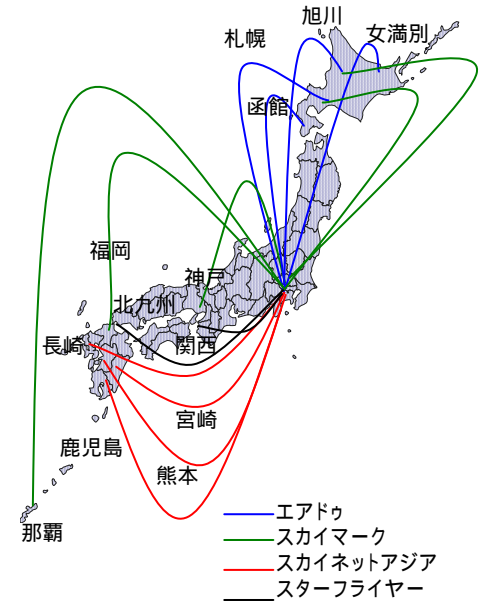 旭川
女満別
札幌
函館
福岡
神戸
北九州
長崎
関西
宮崎
鹿児島
熊本
那覇
エアドゥ
スカイマーク
スカイネットアジア
スターフライヤー